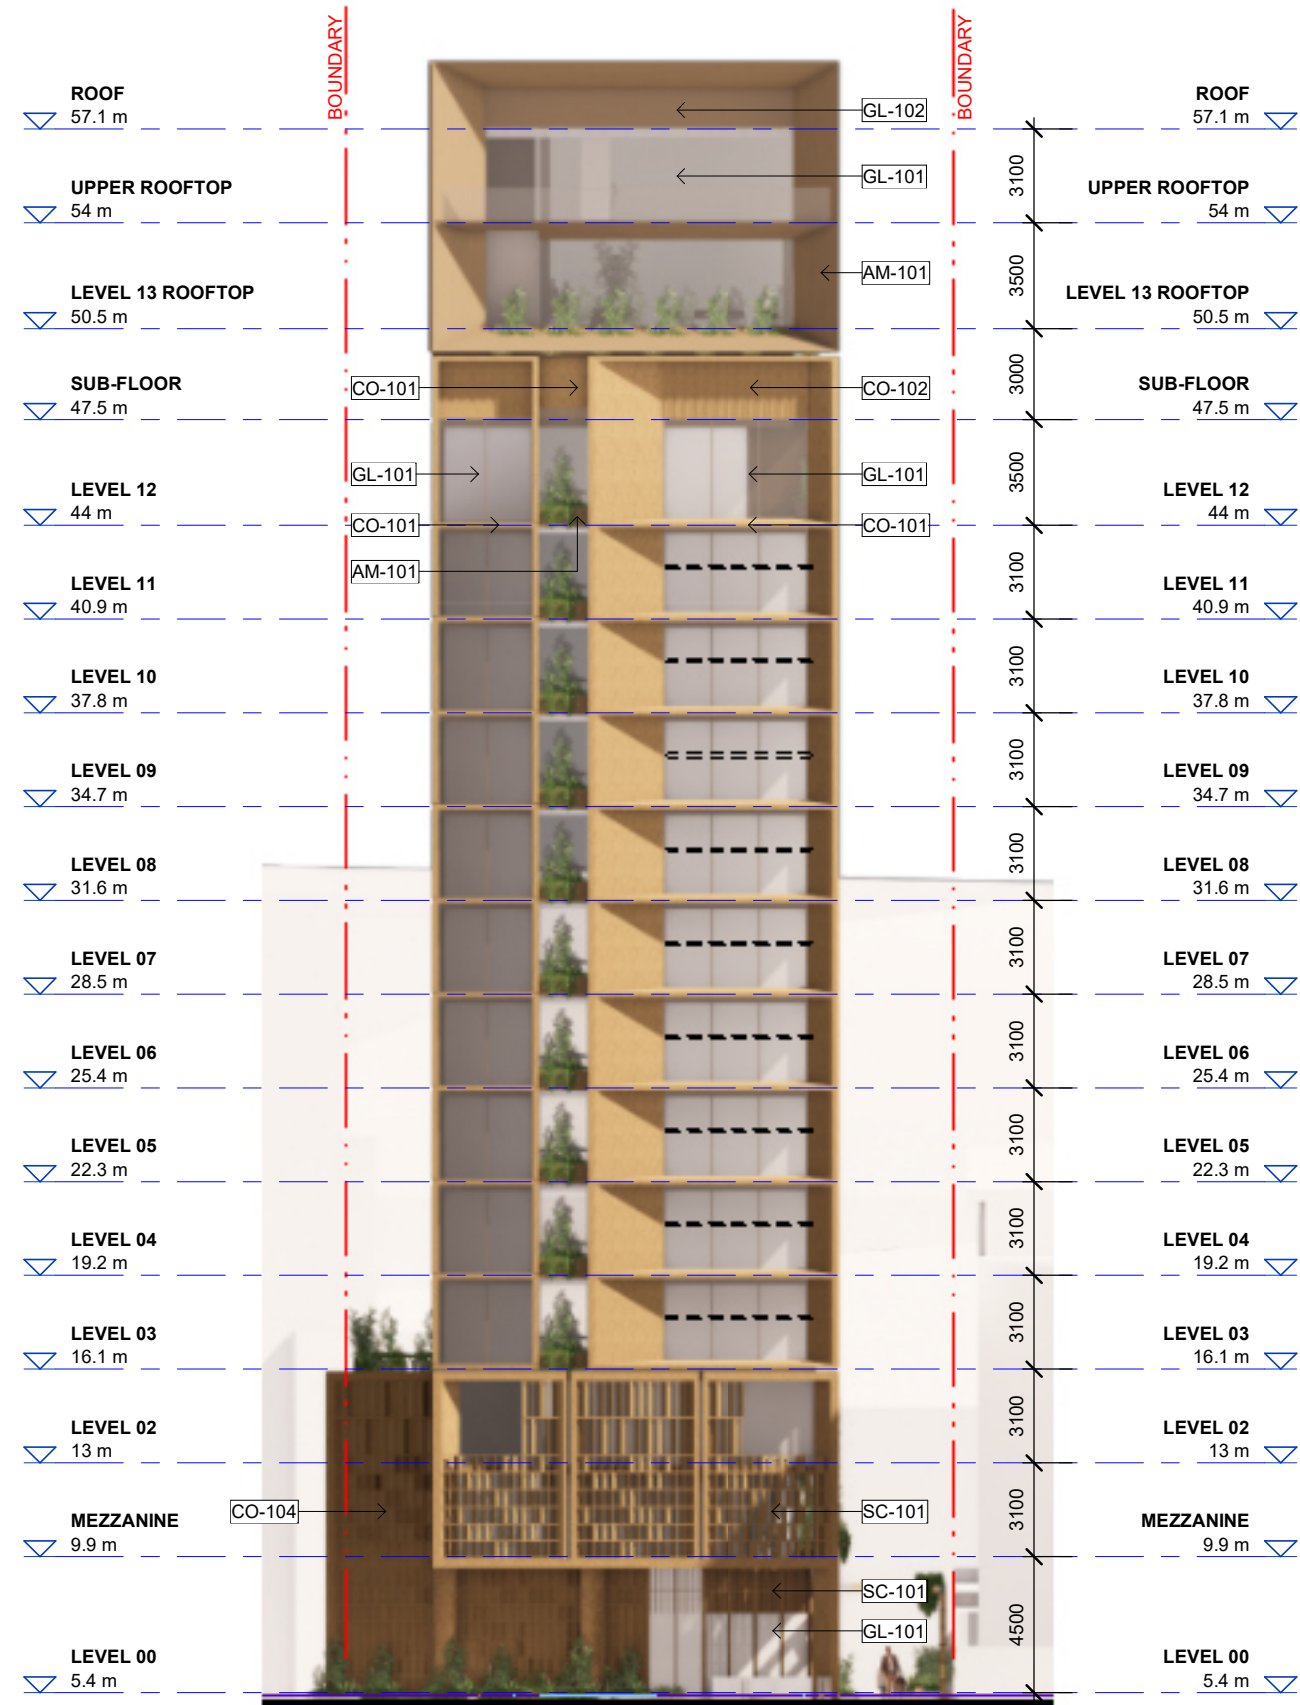 BOUNDARY
BOUNDARY
ROOF
57.1 m
ROOF
57.1 m
GL-102
3100
GL-101
UPPER ROOFTOP
54 m
UPPER ROOFTOP
54 m
3500
AM-101
LEVEL 13 ROOFTOP
50.5 m
LEVEL 13 ROOFTOP
50.5 m
3000
SUB-FLOOR
47.5 m
CO-101
CO-102
SUB-FLOOR
47.5 m
3500
GL-101
GL-101
LEVEL 12
44 m
CO-101
CO-101
LEVEL 12
44 m
AM-101
3100
LEVEL 11
40.9 m
LEVEL 11
40.9 m
3100
LEVEL 10
37.8 m
LEVEL 10
37.8 m
3100
LEVEL 09
34.7 m
LEVEL 09
34.7 m
3100
LEVEL 08
31.6 m
LEVEL 08
31.6 m
3100
LEVEL 07
28.5 m
LEVEL 07
28.5 m
3100
LEVEL 06
25.4 m
LEVEL 06
25.4 m
3100
LEVEL 05
22.3 m
LEVEL 05
22.3 m
3100
LEVEL 04
19.2 m
LEVEL 04
19.2 m
3100
LEVEL 03
16.1 m
LEVEL 03
16.1 m
3100
LEVEL 02
13 m
LEVEL 02
13 m
3100
CO-104
SC-101
MEZZANINE
9.9 m
MEZZANINE
9.9 m
SC-101
4500
GL-101
LEVEL 00
5.4 m
LEVEL 00
5.4 m